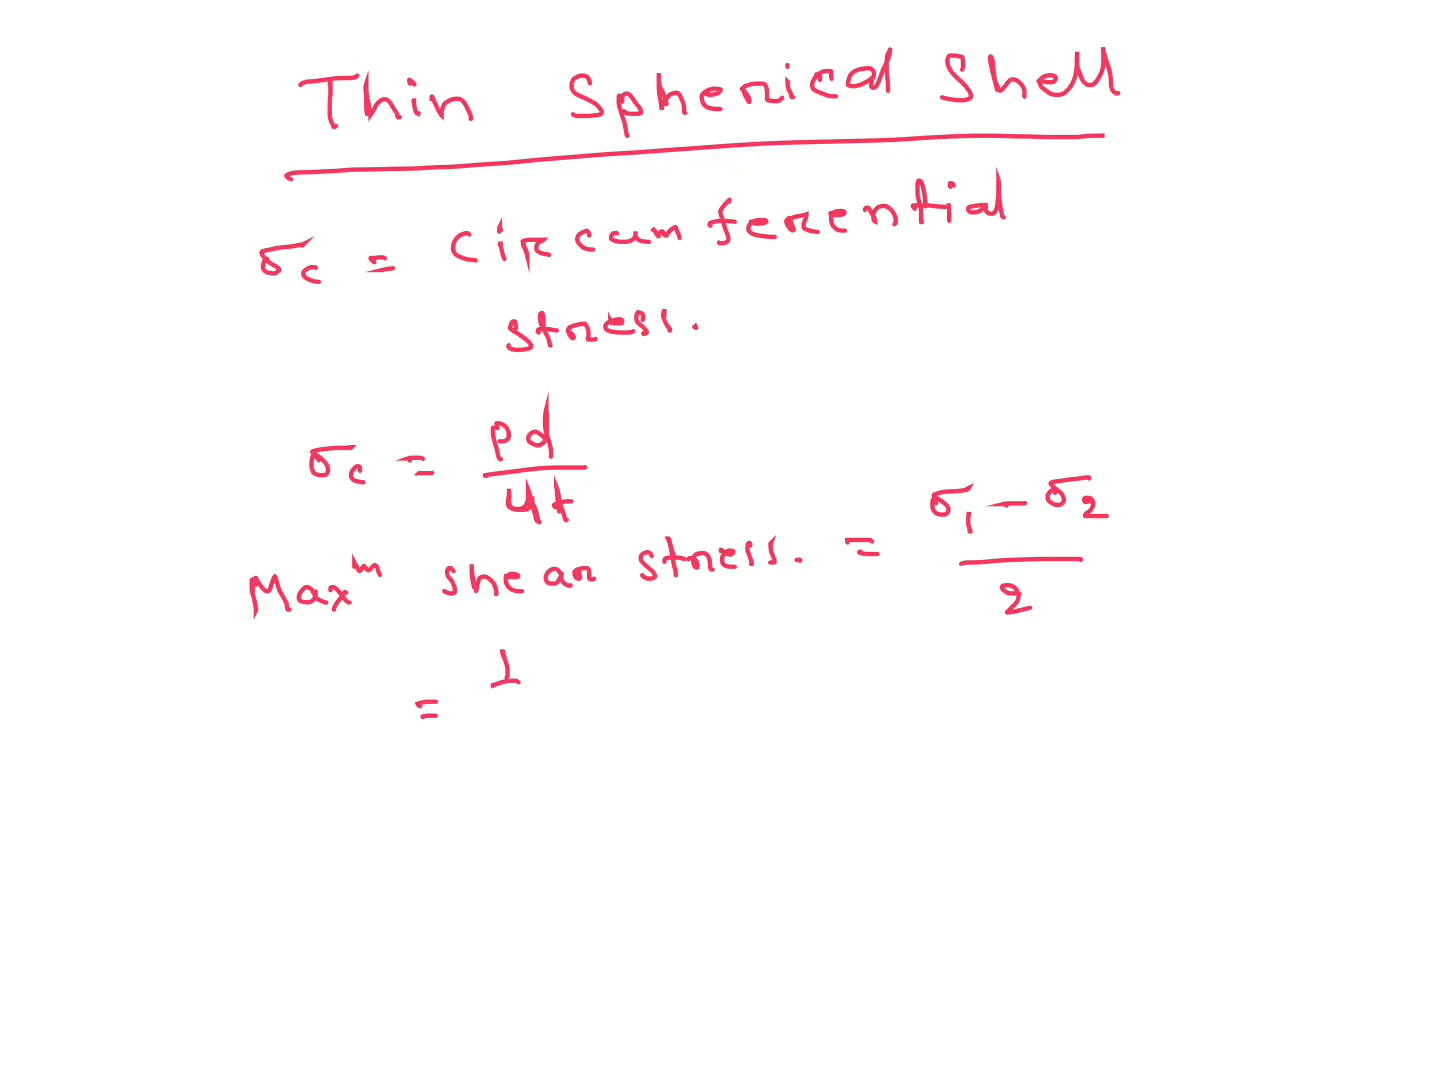 Thin Spherical Shell
σc = Circumferential
stress.
σc = pd/4t
Maxᵐ shear stress. = σ1 - σ2/2
= 1